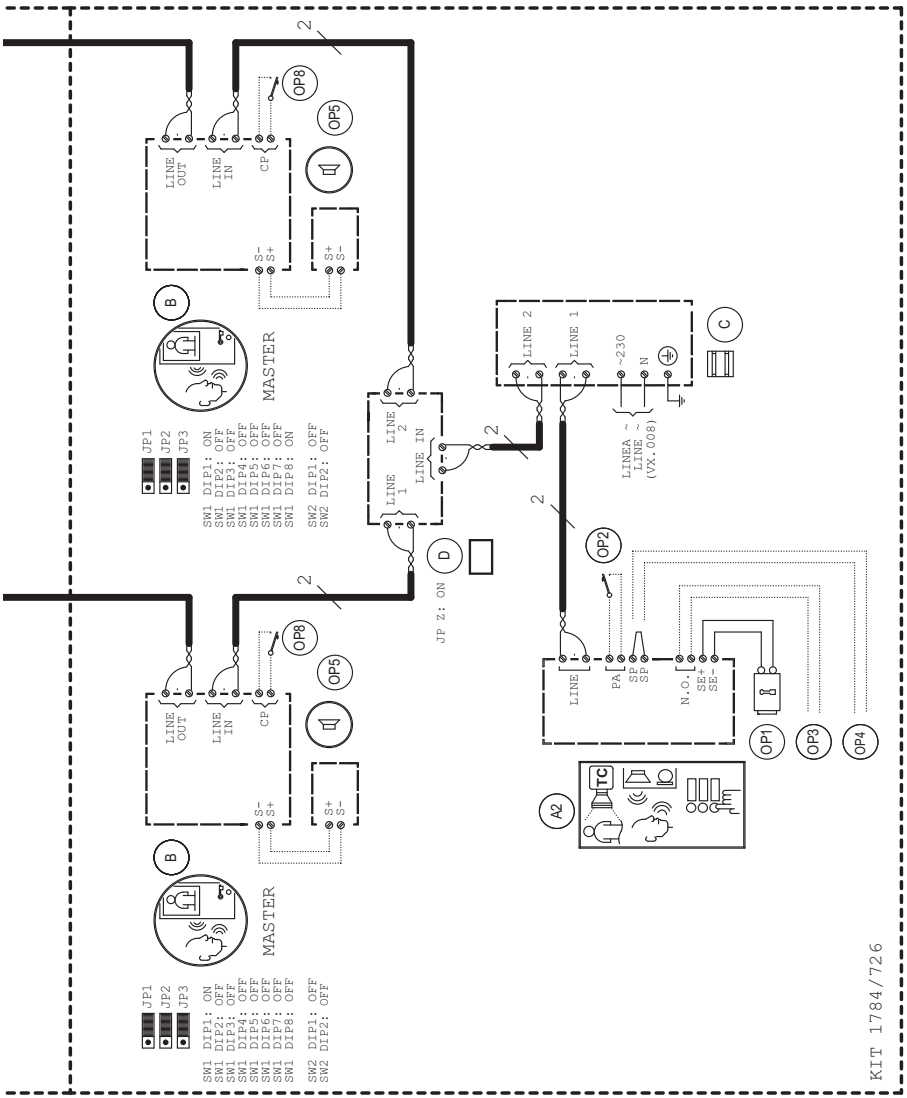 JP1
JP2
JP3
SW1 DIP1: ON
SW1 DIP2: OFF
SW1 DIP3: OFF
SW1 DIP4: OFF
SW1 DIP5: OFF
SW1 DIP6: OFF
SW1 DIP7: OFF
SW1 DIP8: OFF
SW2 DIP1: OFF
SW2 DIP2: OFF
B
MASTER
LINE
OUT
LINE
IN
CP
S-
S+
S+
S-
OP8
OP5
2
JP1
JP2
JP3
SW1 DIP1: ON
SW1 DIP2: OFF
SW1 DIP3: OFF
SW1 DIP4: OFF
SW1 DIP5: OFF
SW1 DIP6: OFF
SW1 DIP7: OFF
SW1 DIP8: ON
SW2 DIP1: OFF
SW2 DIP2: OFF
B
MASTER
LINE
OUT
LINE
IN
CP
S-
S+
S+
S-
OP8
OP5
2
LINE
1
LINE
2
LINE IN
D
JP Z: ON
2
LINE 2
LINE 1
~230
N
LINEA ~
LINE ~
(VX.008)
C
2
A2
TC
LINE
PA
SP
SP
N.O.
SE+
SE-
OP2
OP1
OP3
OP4
KIT 1784/726